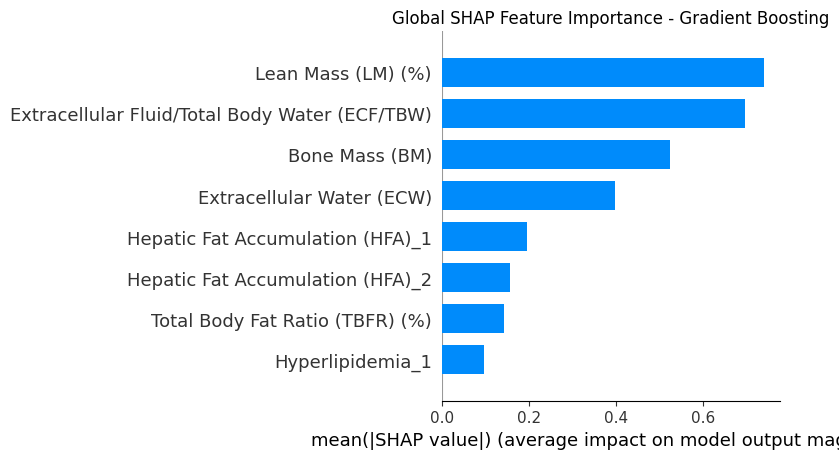 Global SHAP Feature Importance - Gradient Boosting
Lean Mass (LM) (%)
Extracellular Fluid/Total Body Water (ECF/TBW)
Bone Mass (BM)
Extracellular Water (ECW)
Hepatic Fat Accumulation (HFA)_1
Hepatic Fat Accumulation (HFA)_2
Total Body Fat Ratio (TBFR) (%)
Hyperlipidemia_1
0.0 0.2 0.4 0.6
mean(|SHAP value|) (average impact on model output mag